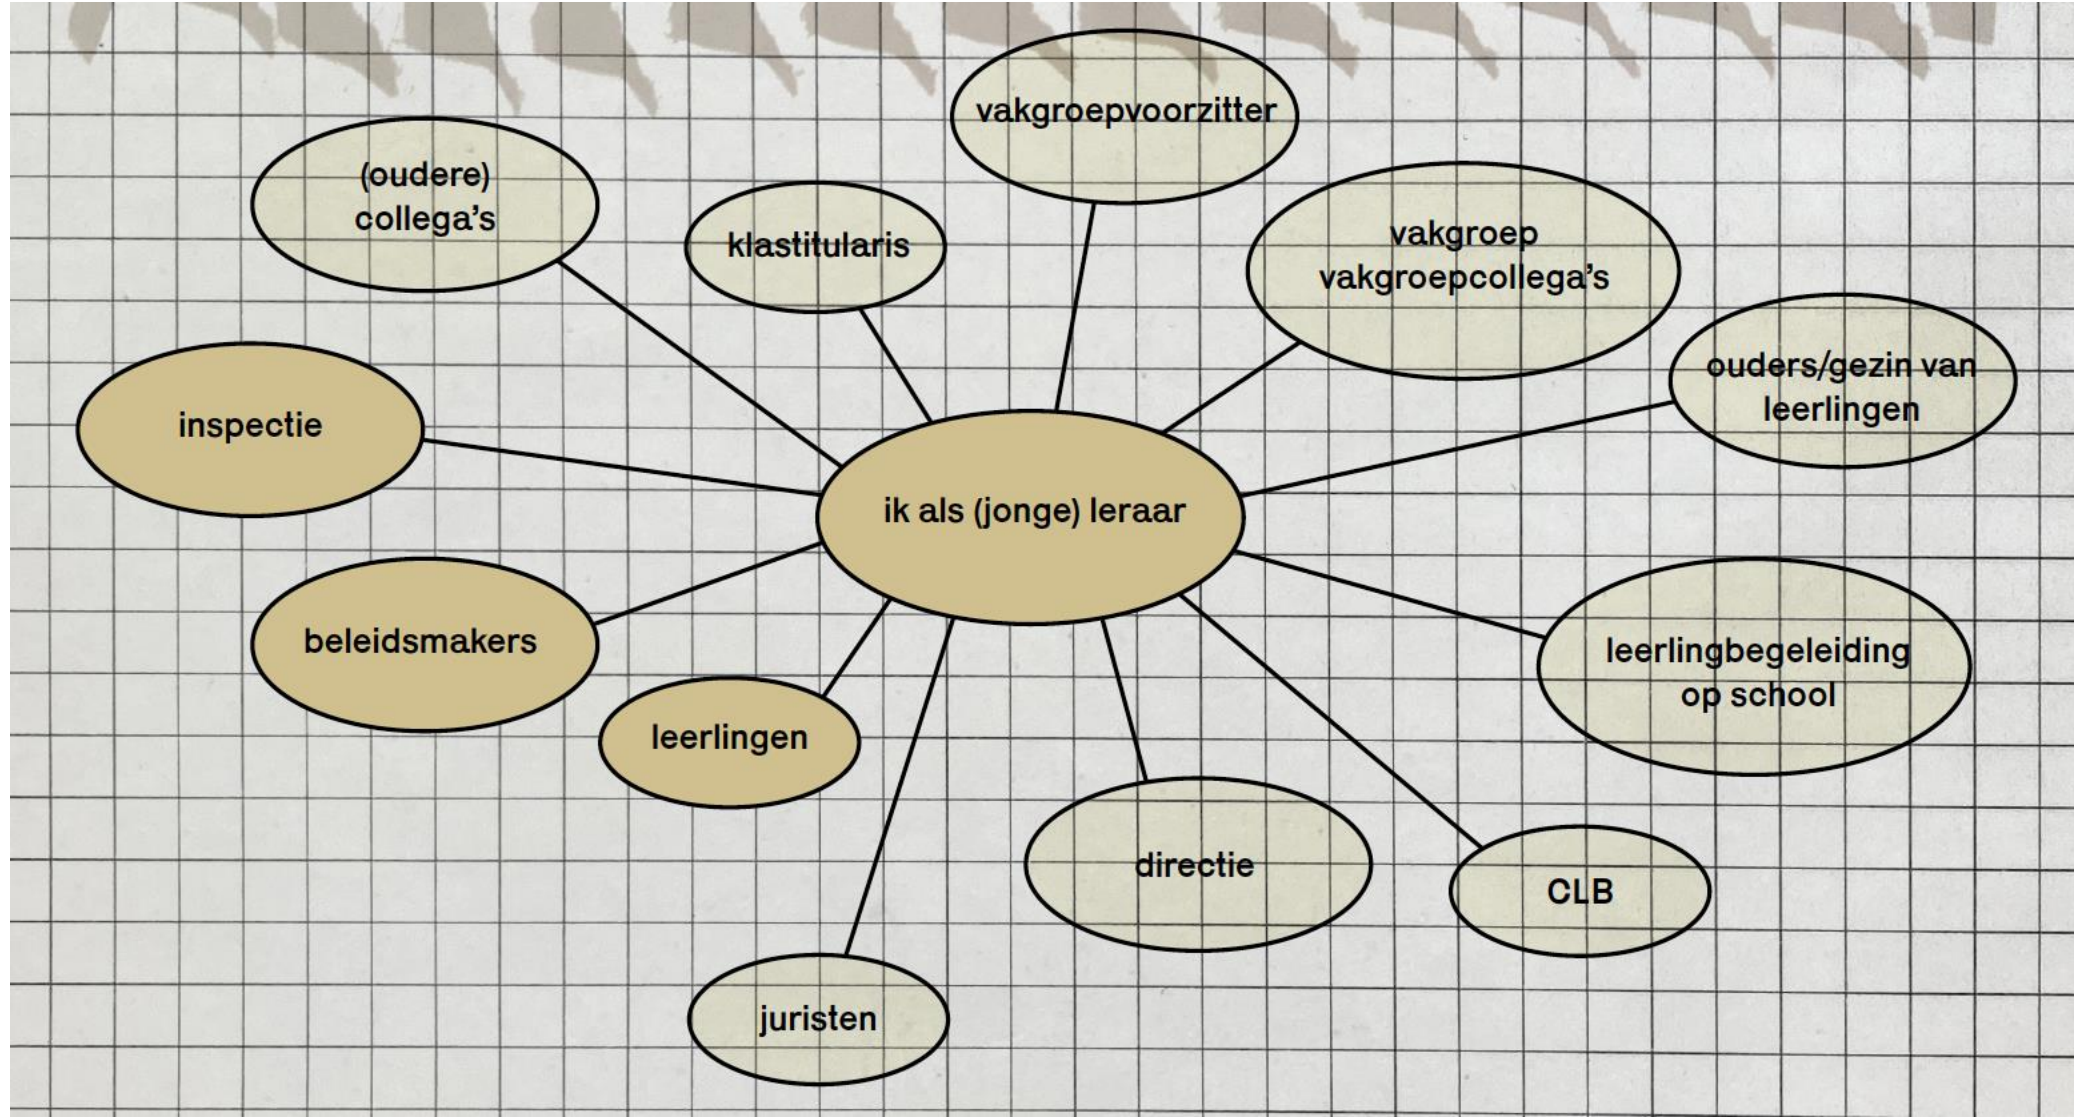 vakgroepvoorzitter
(oudere)
collega's
klastitularis
vakgroep
vakgroepcollega's
ouders/gezin van
leerlingen
inspectie
ik als (jonge) leraar
beleidsmakers
leerlingbegeleiding
op school
leerlingen
directie
CLB
juristen